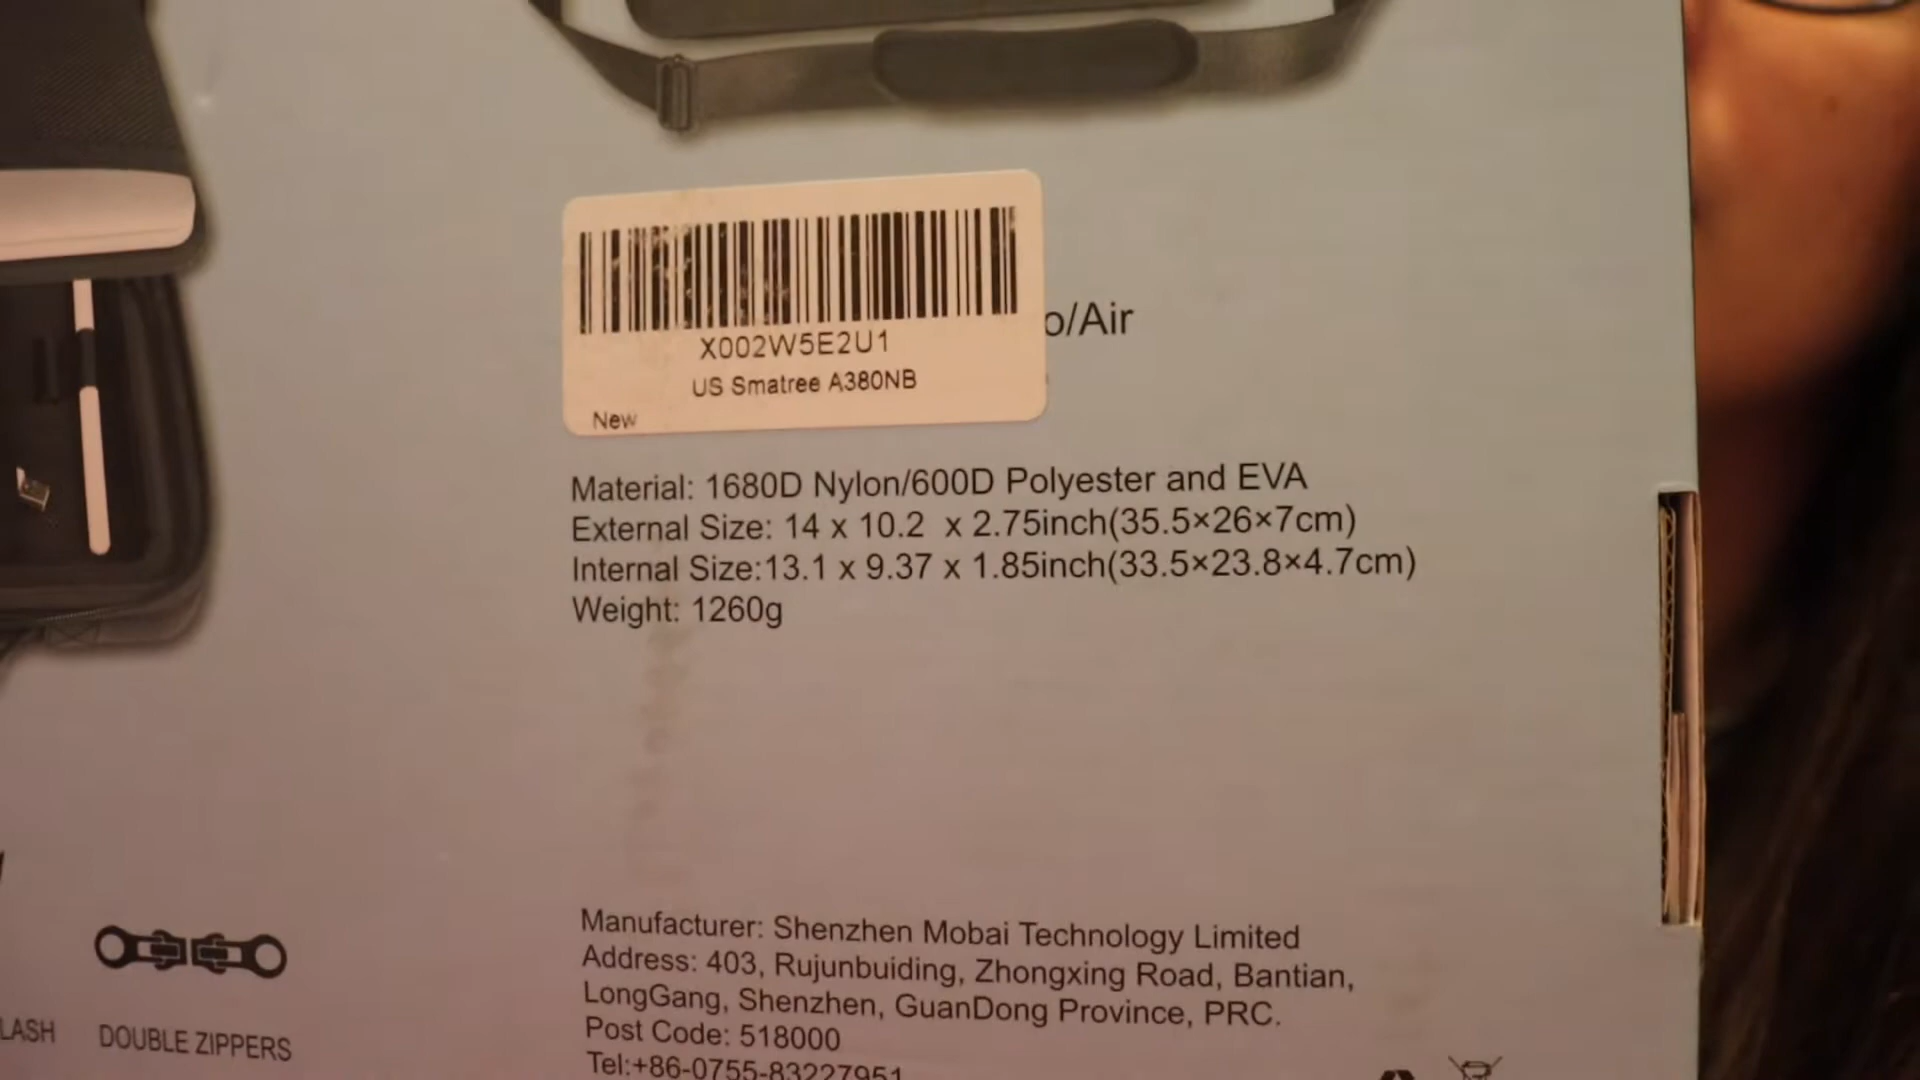 o/Air
X002W5E2U1
US Smatree A380NB
New
Material: 1680D Nylon/600D Polyester and EVA
External Size: 14 x 10.2 x 2.75inch(35.5×26×7cm)
Internal Size:13.1 x 9.37 x 1.85inch(33.5×23.8×4.7cm)
Weight: 1260g
LASH
DOUBLE ZIPPERS
Manufacturer: Shenzhen Mobai Technology Limited
Address: 403, Rujunbuiding, Zhongxing Road, Bantian,
LongGang, Shenzhen, GuanDong Province, PRC.
Post Code: 518000
Tel:+86-0755-83227951